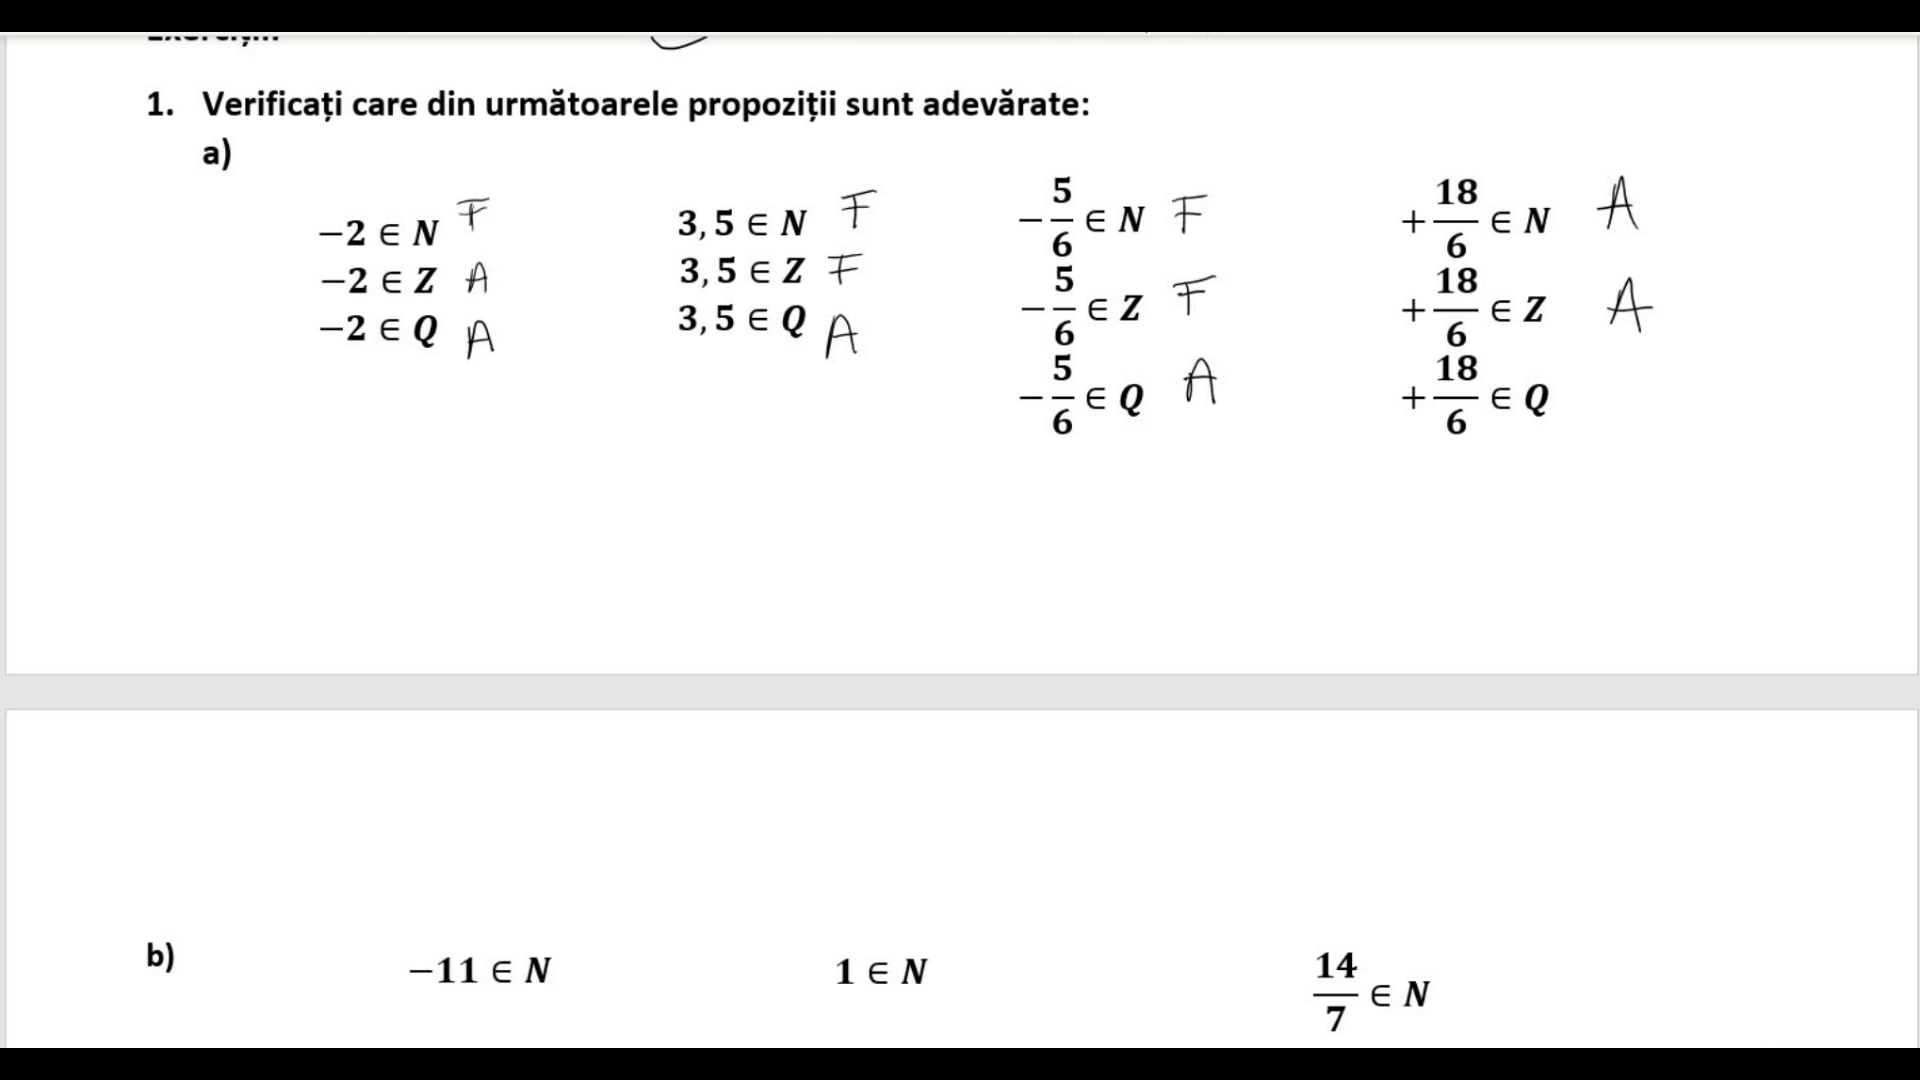 1. Verificați care din următoarele propoziții sunt adevărate:
a)
−2 ∈ N F
−2 ∈ Z A
−2 ∈ Q A
3,5 ∈ N F
3,5 ∈ Z F
3,5 ∈ Q A
−5/6 ∈ N F
−5/6 ∈ Z F
−5/6 ∈ Q A
+18/6 ∈ N A
+18/6 ∈ Z A
+18/6 ∈ Q
b)
−11 ∈ N
1 ∈ N
14/7 ∈ N